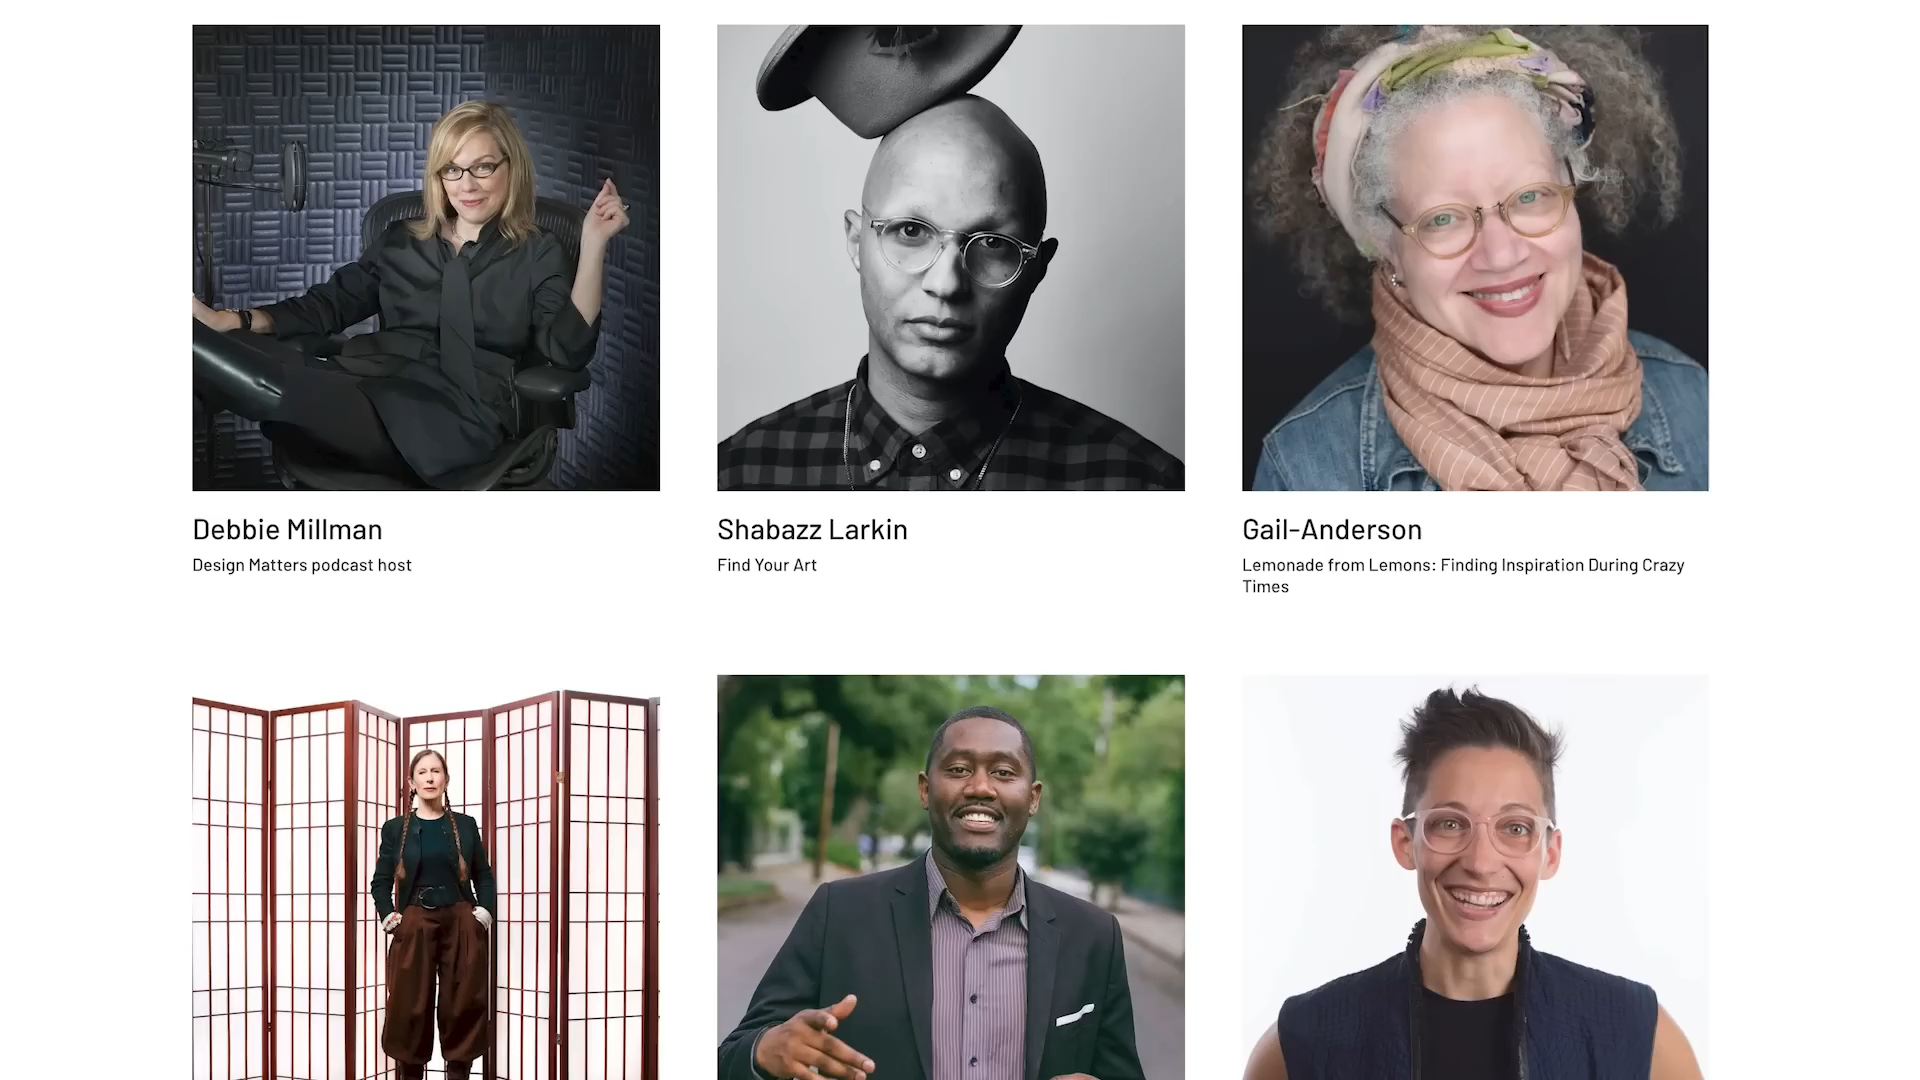 Debbie Millman
Design Matters podcast host
Shabazz Larkin
Find Your Art
Gail-Anderson
Lemonade from Lemons: Finding Inspiration During Crazy
Times